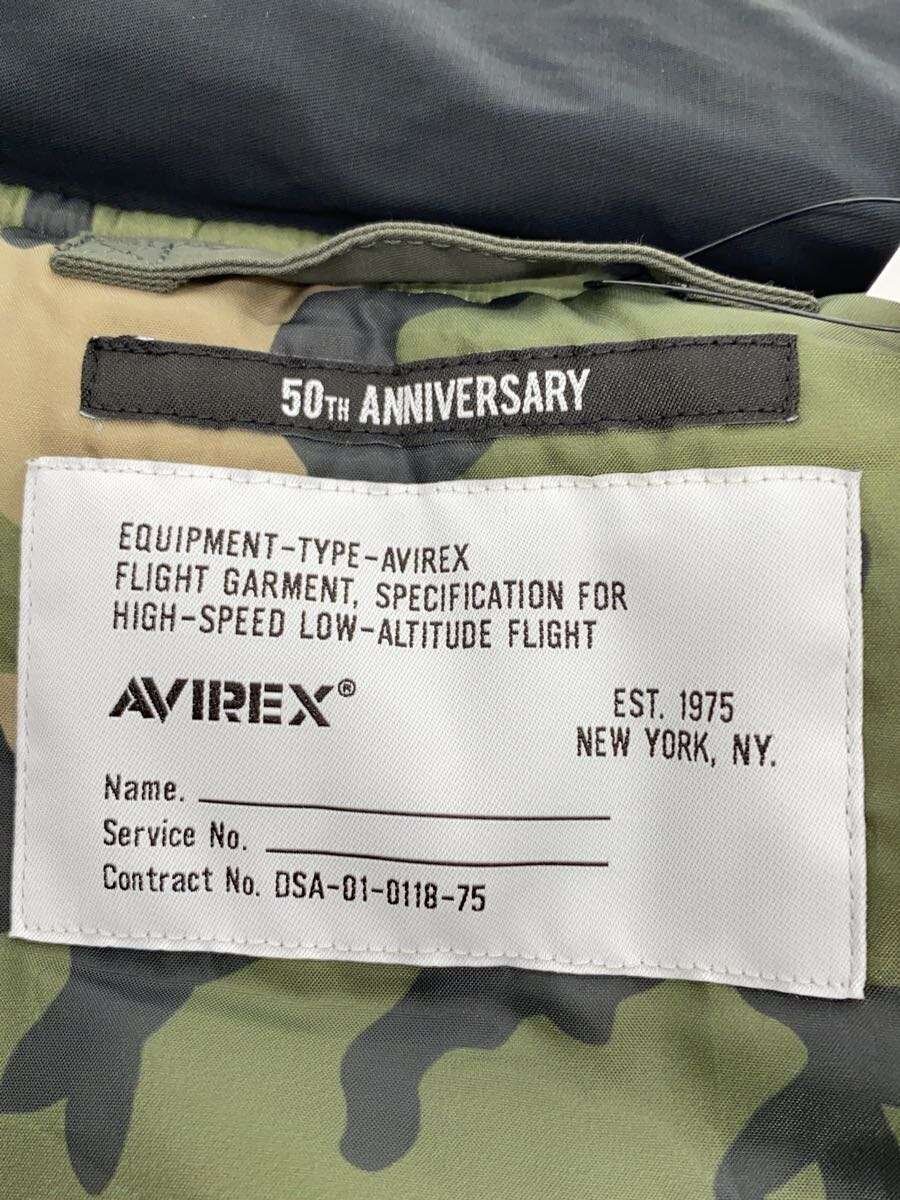 50TH ANNIVERSARY
EQUIPMENT-TYPE-AVIREX
FLIGHT GARMENT, SPECIFICATION FOR
HIGH-SPEED LOW-ALTITUDE FLIGHT
AVIREX®
EST. 1975
NEW YORK, NY.
Name.
Service No.
Contract No. DSA-01-0118-75